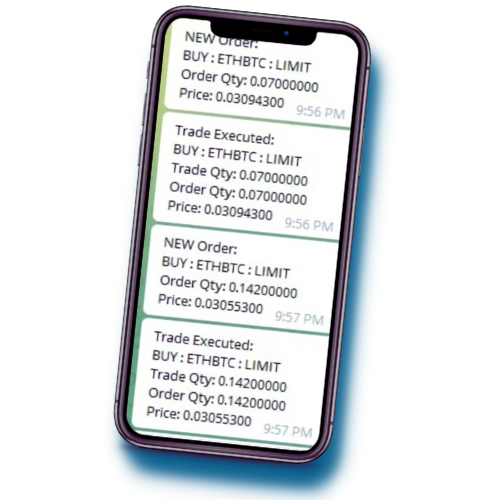 NEW Order:
BUY : ETHBTC : LIMIT
Order Qty: 0.07000000
Price: 0.03094300
9:56 PM
Trade Executed:
BUY : ETHBTC : LIMIT
Trade Qty: 0.07000000
Order Qty: 0.07000000
Price: 0.03094300
9:56 PM
NEW Order:
BUY : ETHBTC : LIMIT
Order Qty: 0.14200000
Price: 0.03055300
9:57 PM
Trade Executed:
BUY : ETHBTC : LIMIT
Trade Qty: 0.14200000
Order Qty: 0.14200000
Price: 0.03055300
9:57 PM